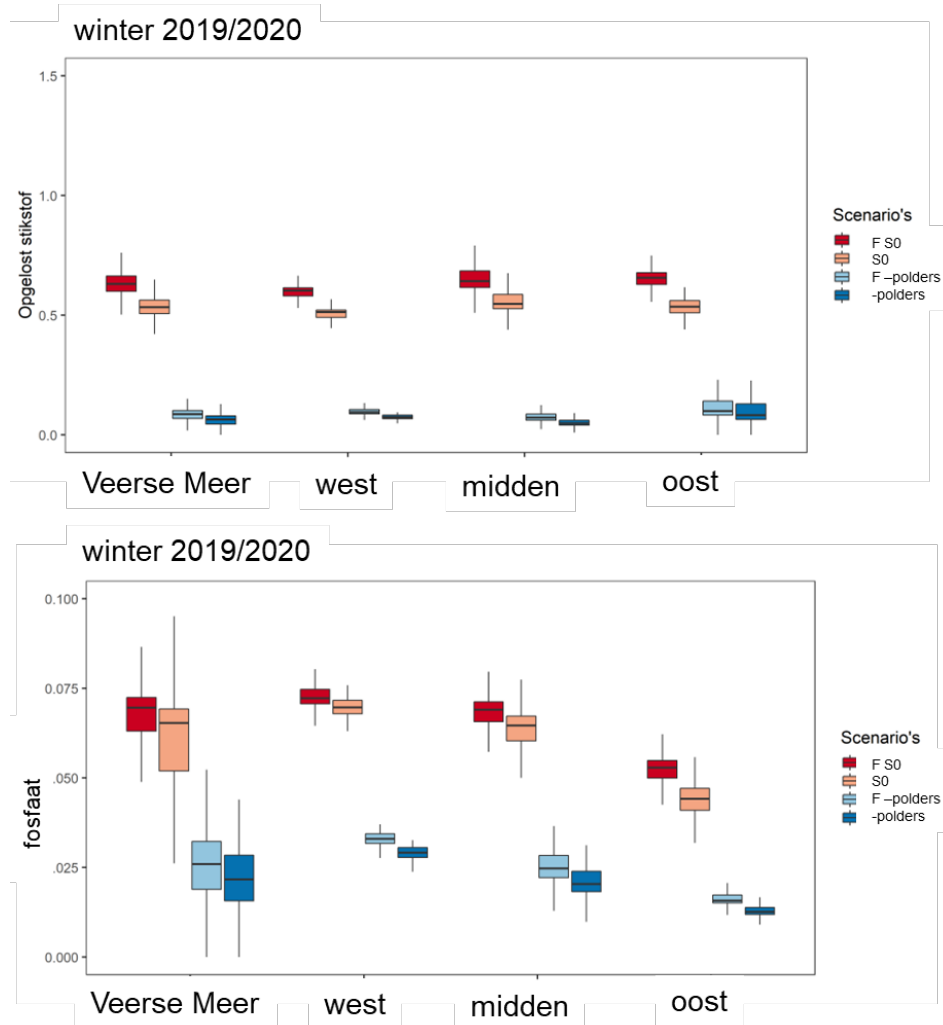 winter 2019/2020
1.5
1.0
0.5
0.0
Opgelost stikstof
Scenario's
F S0
S0
F –polders
-polders
Veerse Meer west midden oost
winter 2019/2020
0.100
0.075
.050
0.025
0.000
fosfaat
Scenario's
F S0
S0
F –polders
-polders
Veerse Meer west midden oost